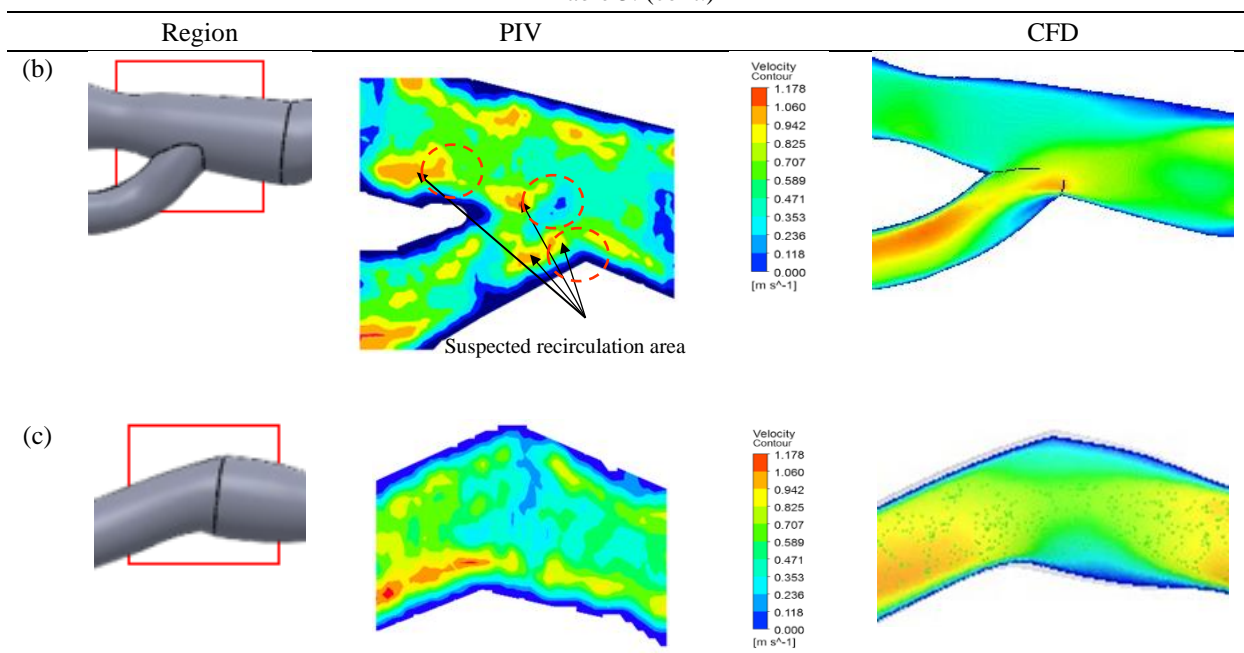 Region PIV CFD
(b)
Velocity
Contour
1.178
1.060
0.942
0.825
0.707
0.589
0.471
0.353
0.236
0.118
0.000
[m s^-1]
Suspected recirculation area
(c)
Velocity
Contour
1.178
1.060
0.942
0.825
0.707
0.589
0.471
0.353
0.236
0.118
0.000
[m s^-1]